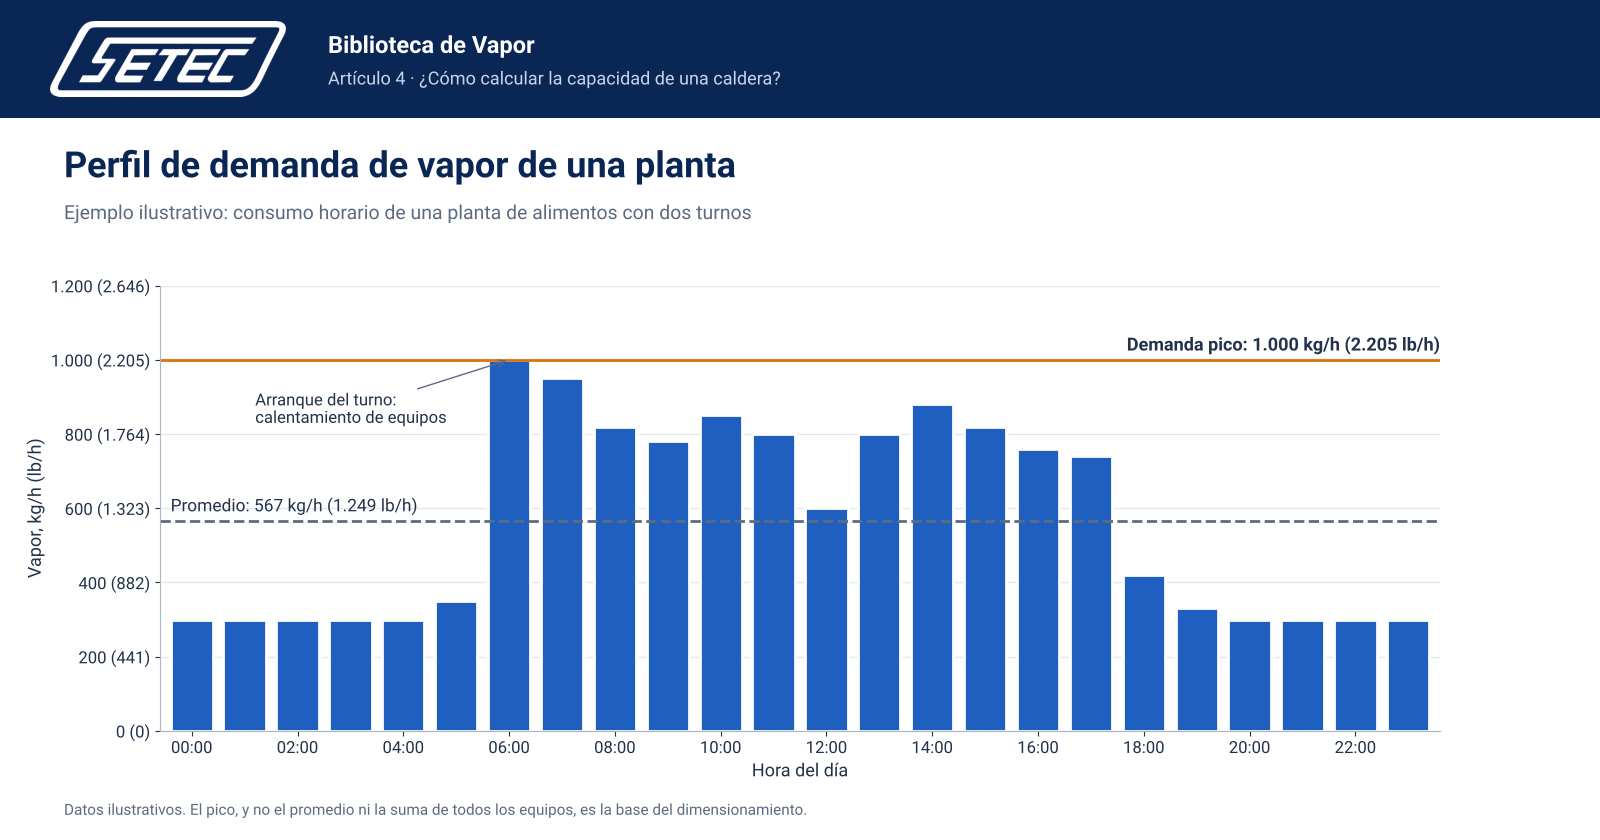 SETEC
Biblioteca de Vapor
Artículo 4 · ¿Cómo calcular la capacidad de una caldera?
Perfil de demanda de vapor de una planta
Ejemplo ilustrativo: consumo horario de una planta de alimentos con dos turnos
1.200 (2.646)
Demanda pico: 1.000 kg/h (2.205 lb/h)
1.000 (2.205)
Arranque del turno:
calentamiento de equipos
800 (1.764)
Promedio: 567 kg/h (1.249 lb/h)
600 (1.323)
400 (882)
200 (441)
0 (0)
Vapor, kg/h (lb/h)
00:00 02:00 04:00 06:00 08:00 10:00 12:00 14:00 16:00 18:00 20:00 22:00
Hora del día
Datos ilustrativos. El pico, y no el promedio ni la suma de todos los equipos, es la base del dimensionamiento.